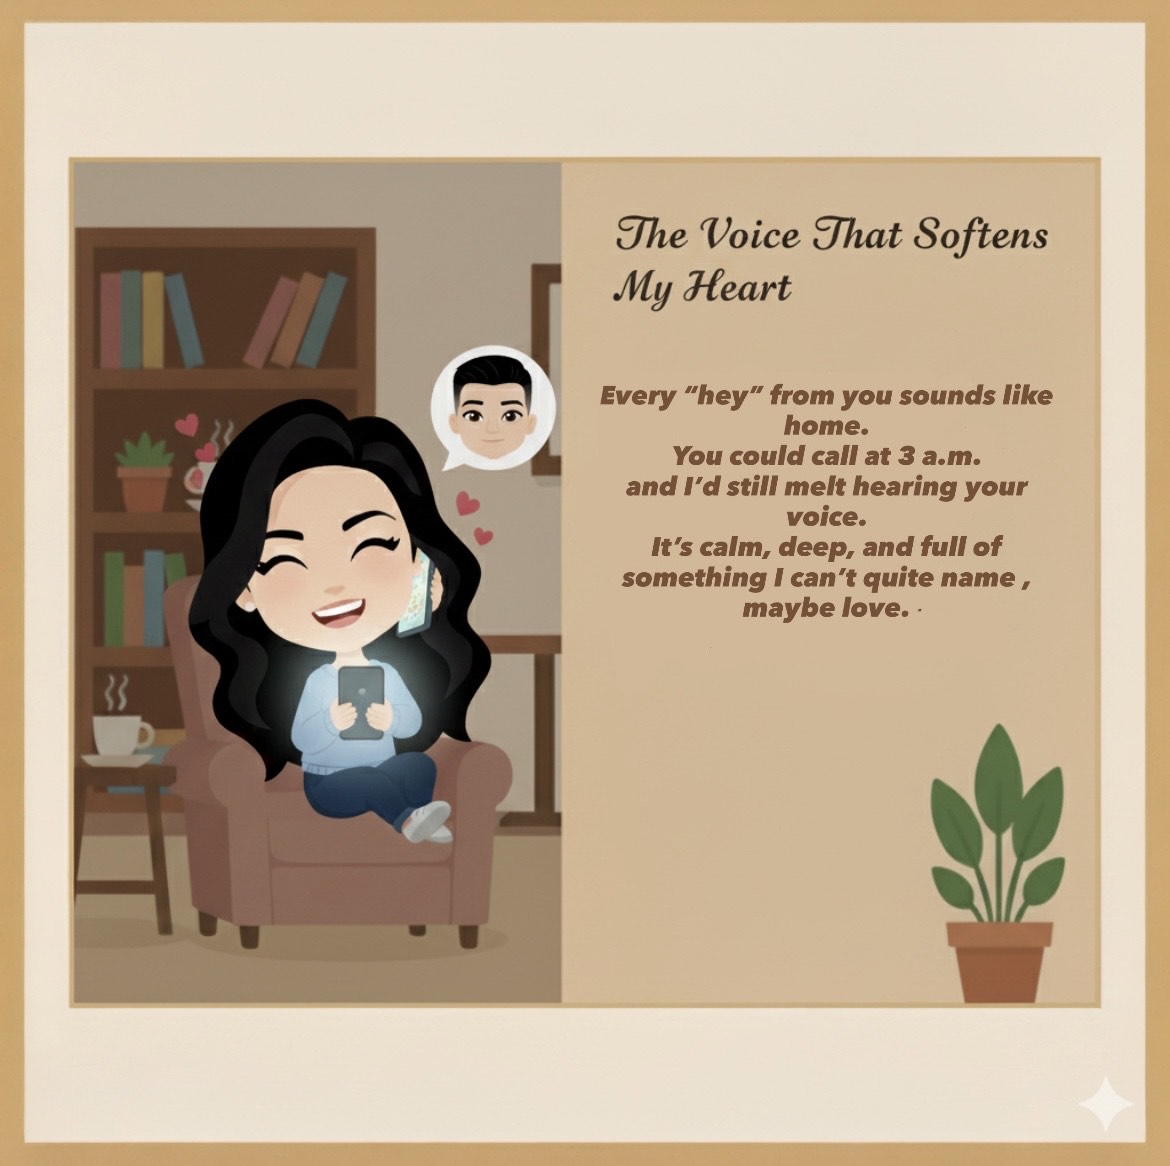 The Voice That Softens
My Heart
Every “hey” from you sounds like
home.
You could call at 3 a.m.
and I’d still melt hearing your
voice.
It’s calm, deep, and full of
something I can’t quite name ,
maybe love. ·